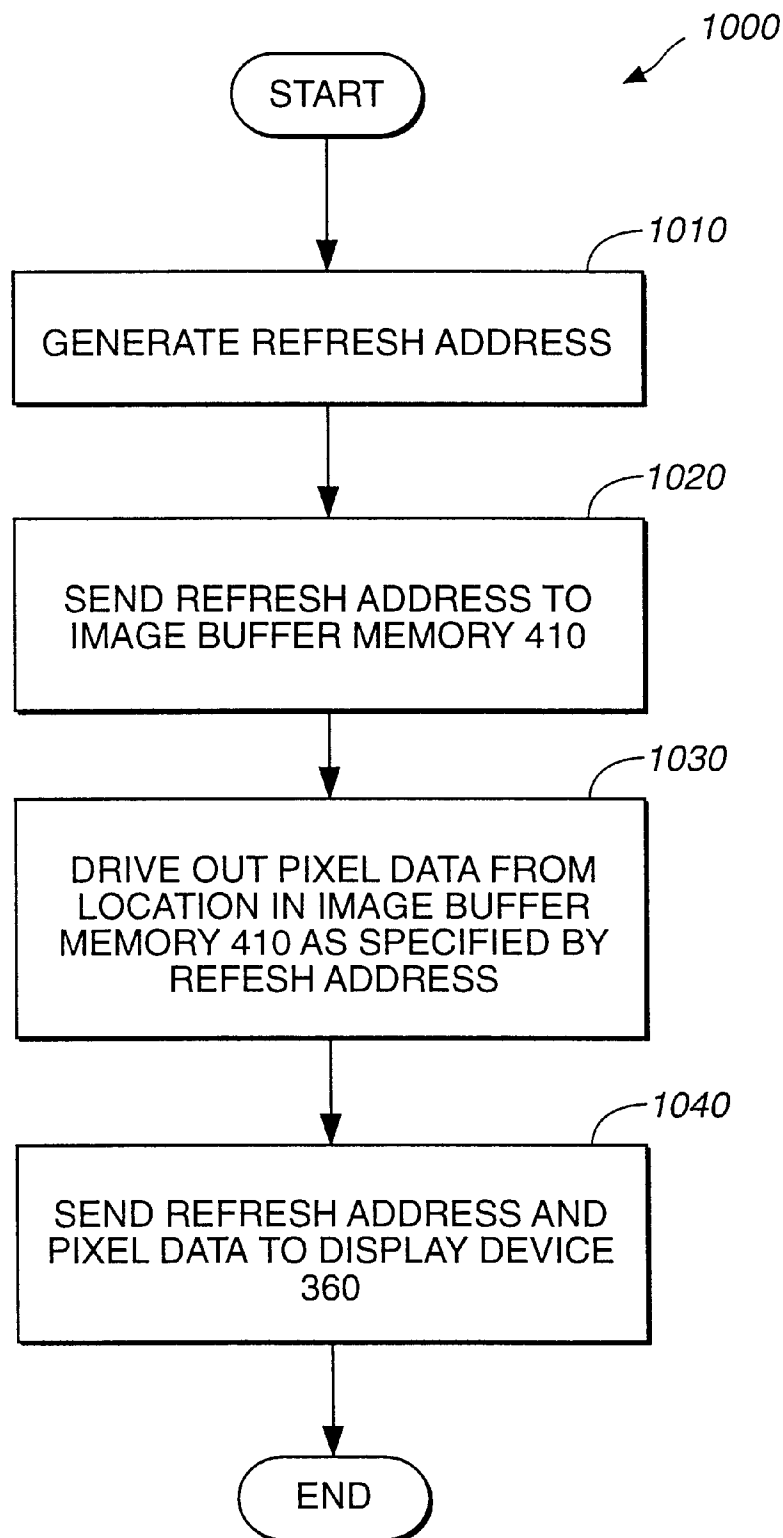 1000
START
1010
GENERATE REFRESH ADDRESS
1020
SEND REFRESH ADDRESS TO
IMAGE BUFFER MEMORY 410
1030
DRIVE OUT PIXEL DATA FROM
LOCATION IN IMAGE BUFFER
MEMORY 410 AS SPECIFIED BY
REFESH ADDRESS
1040
SEND REFRESH ADDRESS AND
PIXEL DATA TO DISPLAY DEVICE
360
END